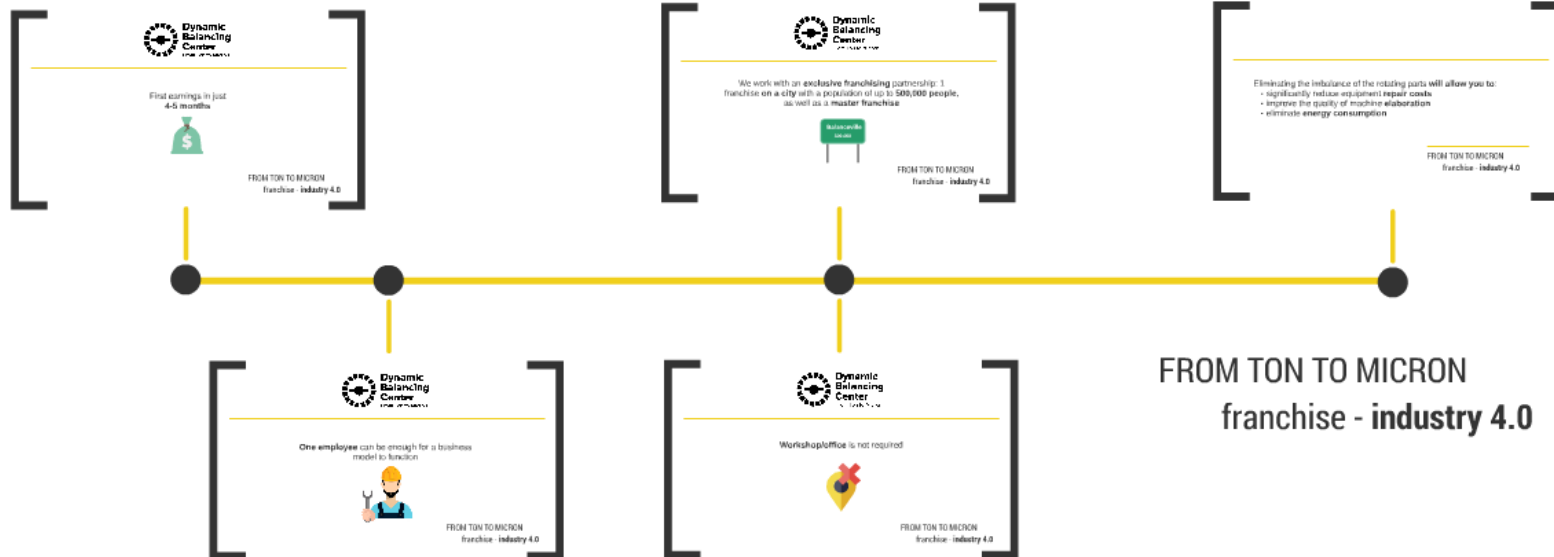 Dynamic
Balancing
Center
First earnings in just
4-5 months
FROM TON TO MICRON
franchise - industry 4.0
Dynamic
Balancing
Center
We work with an exclusive franchising partnership: 1
franchise on a city with a population of up to 500,000 people,
as well as a master franchise
Balanceville
FROM TON TO MICRON
franchise - industry 4.0
Eliminating the imbalance of the rotating parts will allow you to:
• significantly reduce equipment repair costs
• improve the quality of machine elaboration
• eliminate energy consumption
FROM TON TO MICRON
franchise - industry 4.0
Dynamic
Balancing
Center
One employee can be enough for a business
model to function
FROM TON TO MICRON
franchise - industry 4.0
Dynamic
Balancing
Center
Workshop/office is not required
FROM TON TO MICRON
franchise - industry 4.0
FROM TON TO MICRON
franchise - industry 4.0